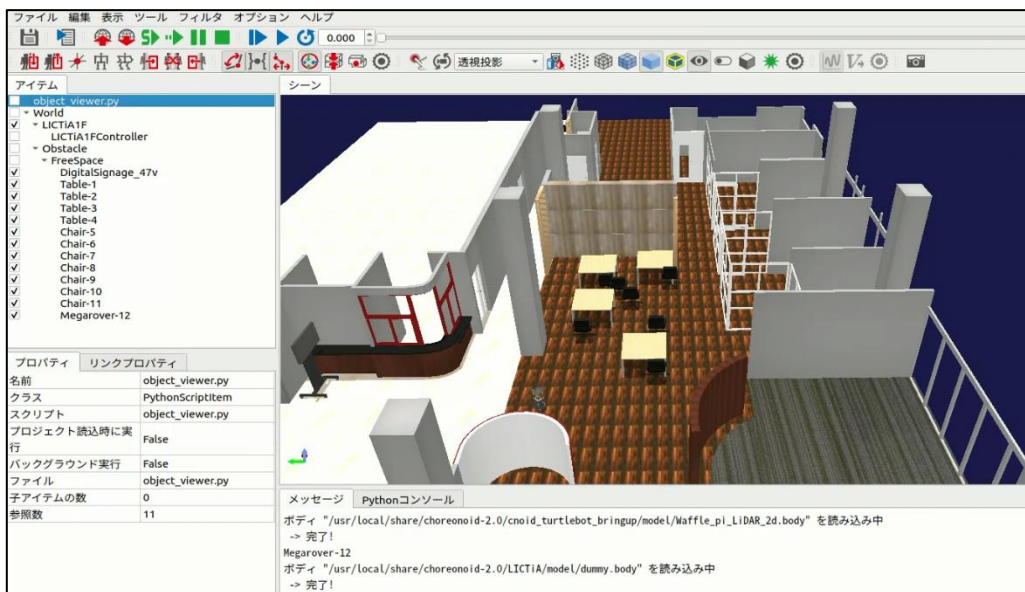 ファイル 編集 表示 ツール フィルタ オプション ヘルプ
0.000
透視投影
アイテム
object_viewer.py
World
LICTiA1F
LICTiA1FController
Obstacle
FreeSpace
DigitalSignage_47v
Table-1
Table-2
Table-3
Table-4
Chair-5
Chair-6
Chair-7
Chair-8
Chair-9
Chair-10
Chair-11
Megarover-12
プロパティ リンクプロパティ
名前 object_viewer.py
クラス PythonScriptItem
スクリプト object_viewer.py
プロジェクト読込時に実
行 False
バックグラウンド実行 False
ファイル object_viewer.py
子アイテムの数 0
参照数 11
シーン
メッセージ Pythonコンソール
ボディ "/usr/local/share/choreonoid-2.0/cnoid_turtlebot_bringup/model/Waffle_pi_LiDAR_2d.body" を読み込み中
-> 完了!
Megarover-12
ボディ "/usr/local/share/choreonoid-2.0/LICTiA/model/dummy.body" を読み込み中
-> 完了!